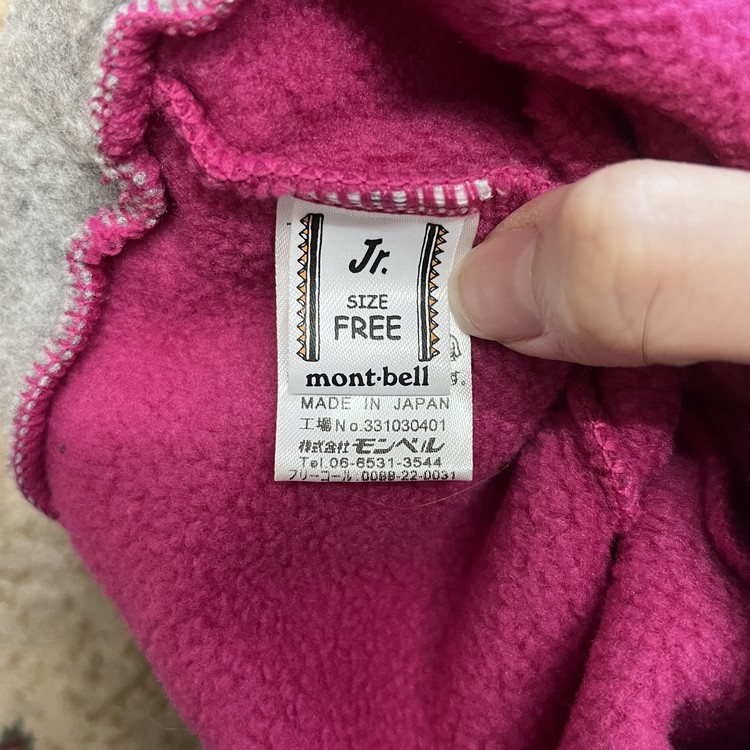 Jr.
SIZE
FREE
mont·bell
す。
MADE IN JAPAN
工場No.331030401
株式会社モンベル
Tel.06-6531-3544
フリーコール 0088-22-0031